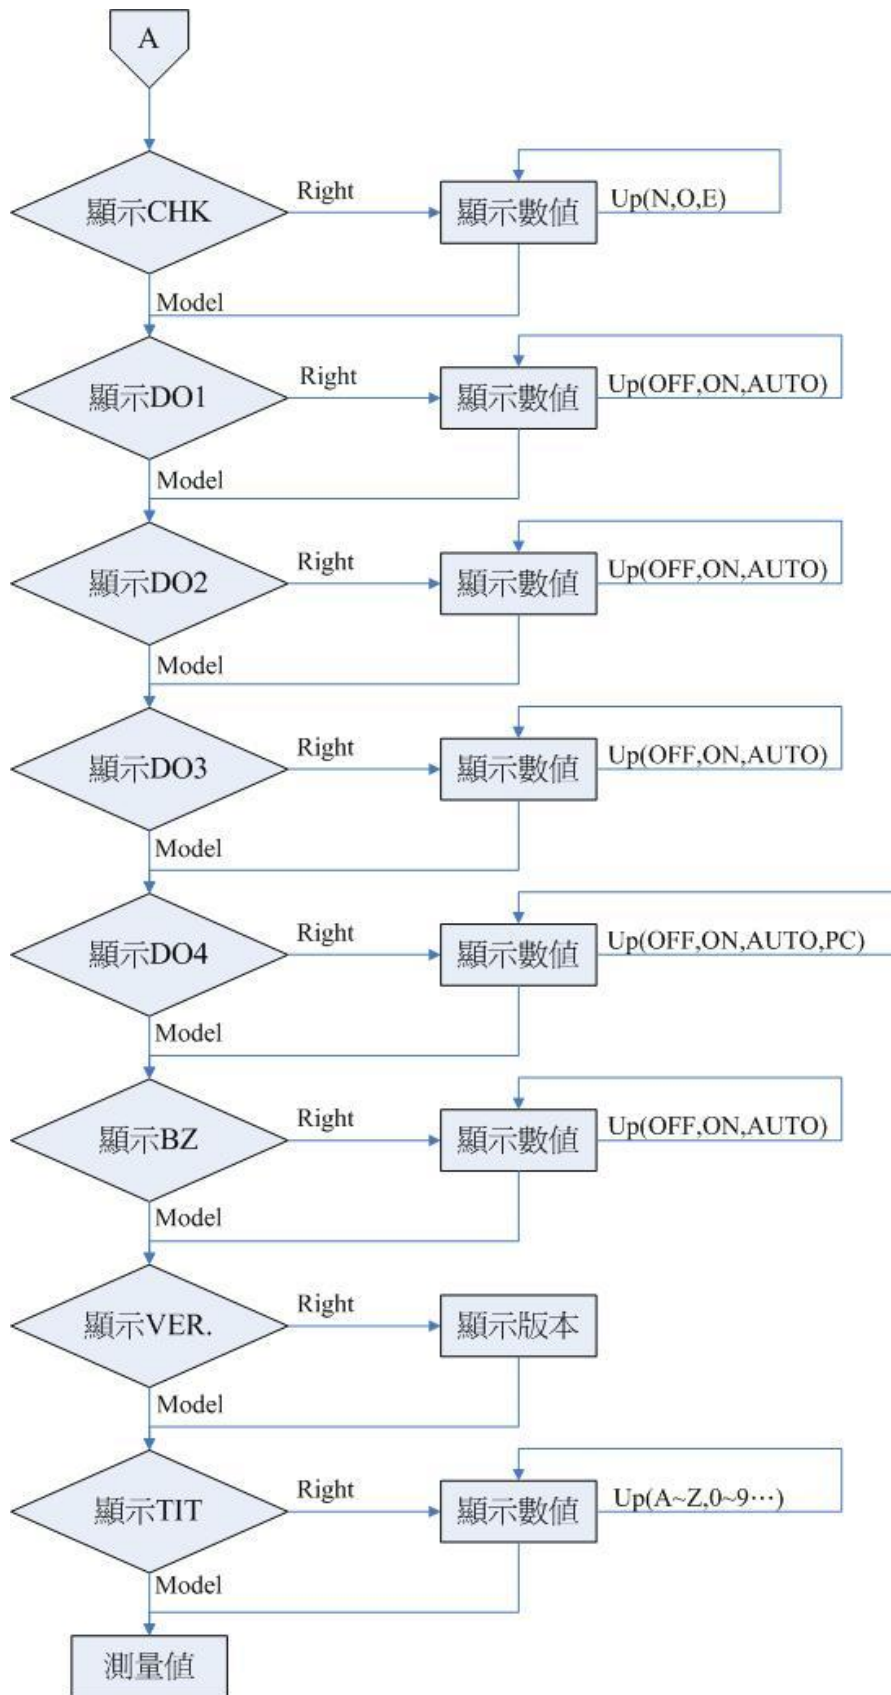 A
顯示CHK
Right
顯示數值
Up(N,O,E)
Model
顯示DO1
Right
顯示數值
Up(OFF,ON,AUTO)
Model
顯示DO2
Right
顯示數值
Up(OFF,ON,AUTO)
Model
顯示DO3
Right
顯示數值
Up(OFF,ON,AUTO)
Model
顯示DO4
Right
顯示數值
Up(OFF,ON,AUTO,PC)
Model
顯示BZ
Right
顯示數值
Up(OFF,ON,AUTO)
Model
顯示VER.
Right
顯示版本
Model
顯示TIT
Right
顯示數值
Up(A~Z,0~9…)
Model
測量值